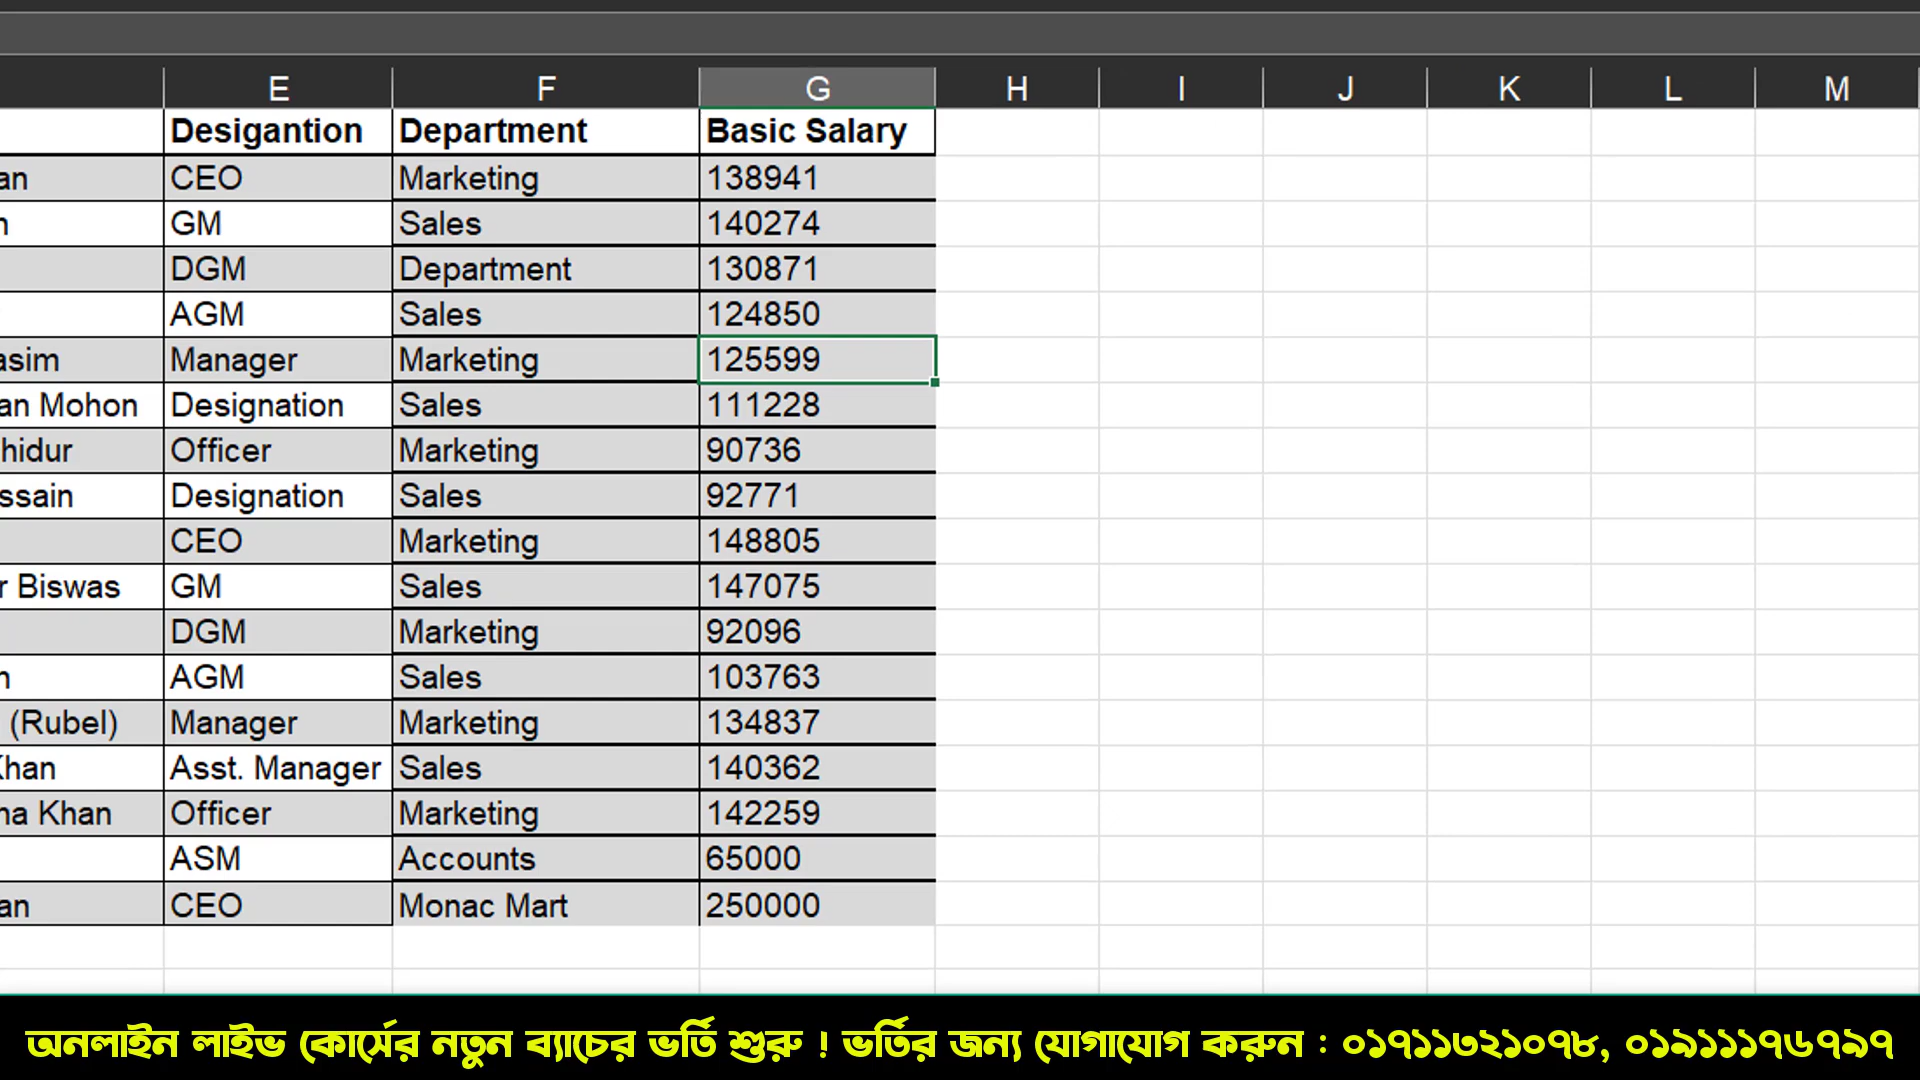 E F G H I J K L M
Desigantion Department Basic Salary
an CEO Marketing 138941
GM Sales 140274
DGM Department 130871
AGM Sales 124850
asim Manager Marketing 125599
an Mohon Designation Sales 111228
hidur Officer Marketing 90736
ssain Designation Sales 92771
CEO Marketing 148805
r Biswas GM Sales 147075
DGM Marketing 92096
AGM Sales 103763
(Rubel) Manager Marketing 134837
Khan Asst. Manager Sales 140362
na Khan Officer Marketing 142259
ASM Accounts 65000
an CEO Monac Mart 250000
অনলাইন লাইভ কোর্সের নতুন ব্যাচের ভর্তি শুরু ! ভর্তির জন্য যোগাযোগ করুন : ০১৭১১৩২১০৭৮, ০১৯১১১৭৬৭৯৭